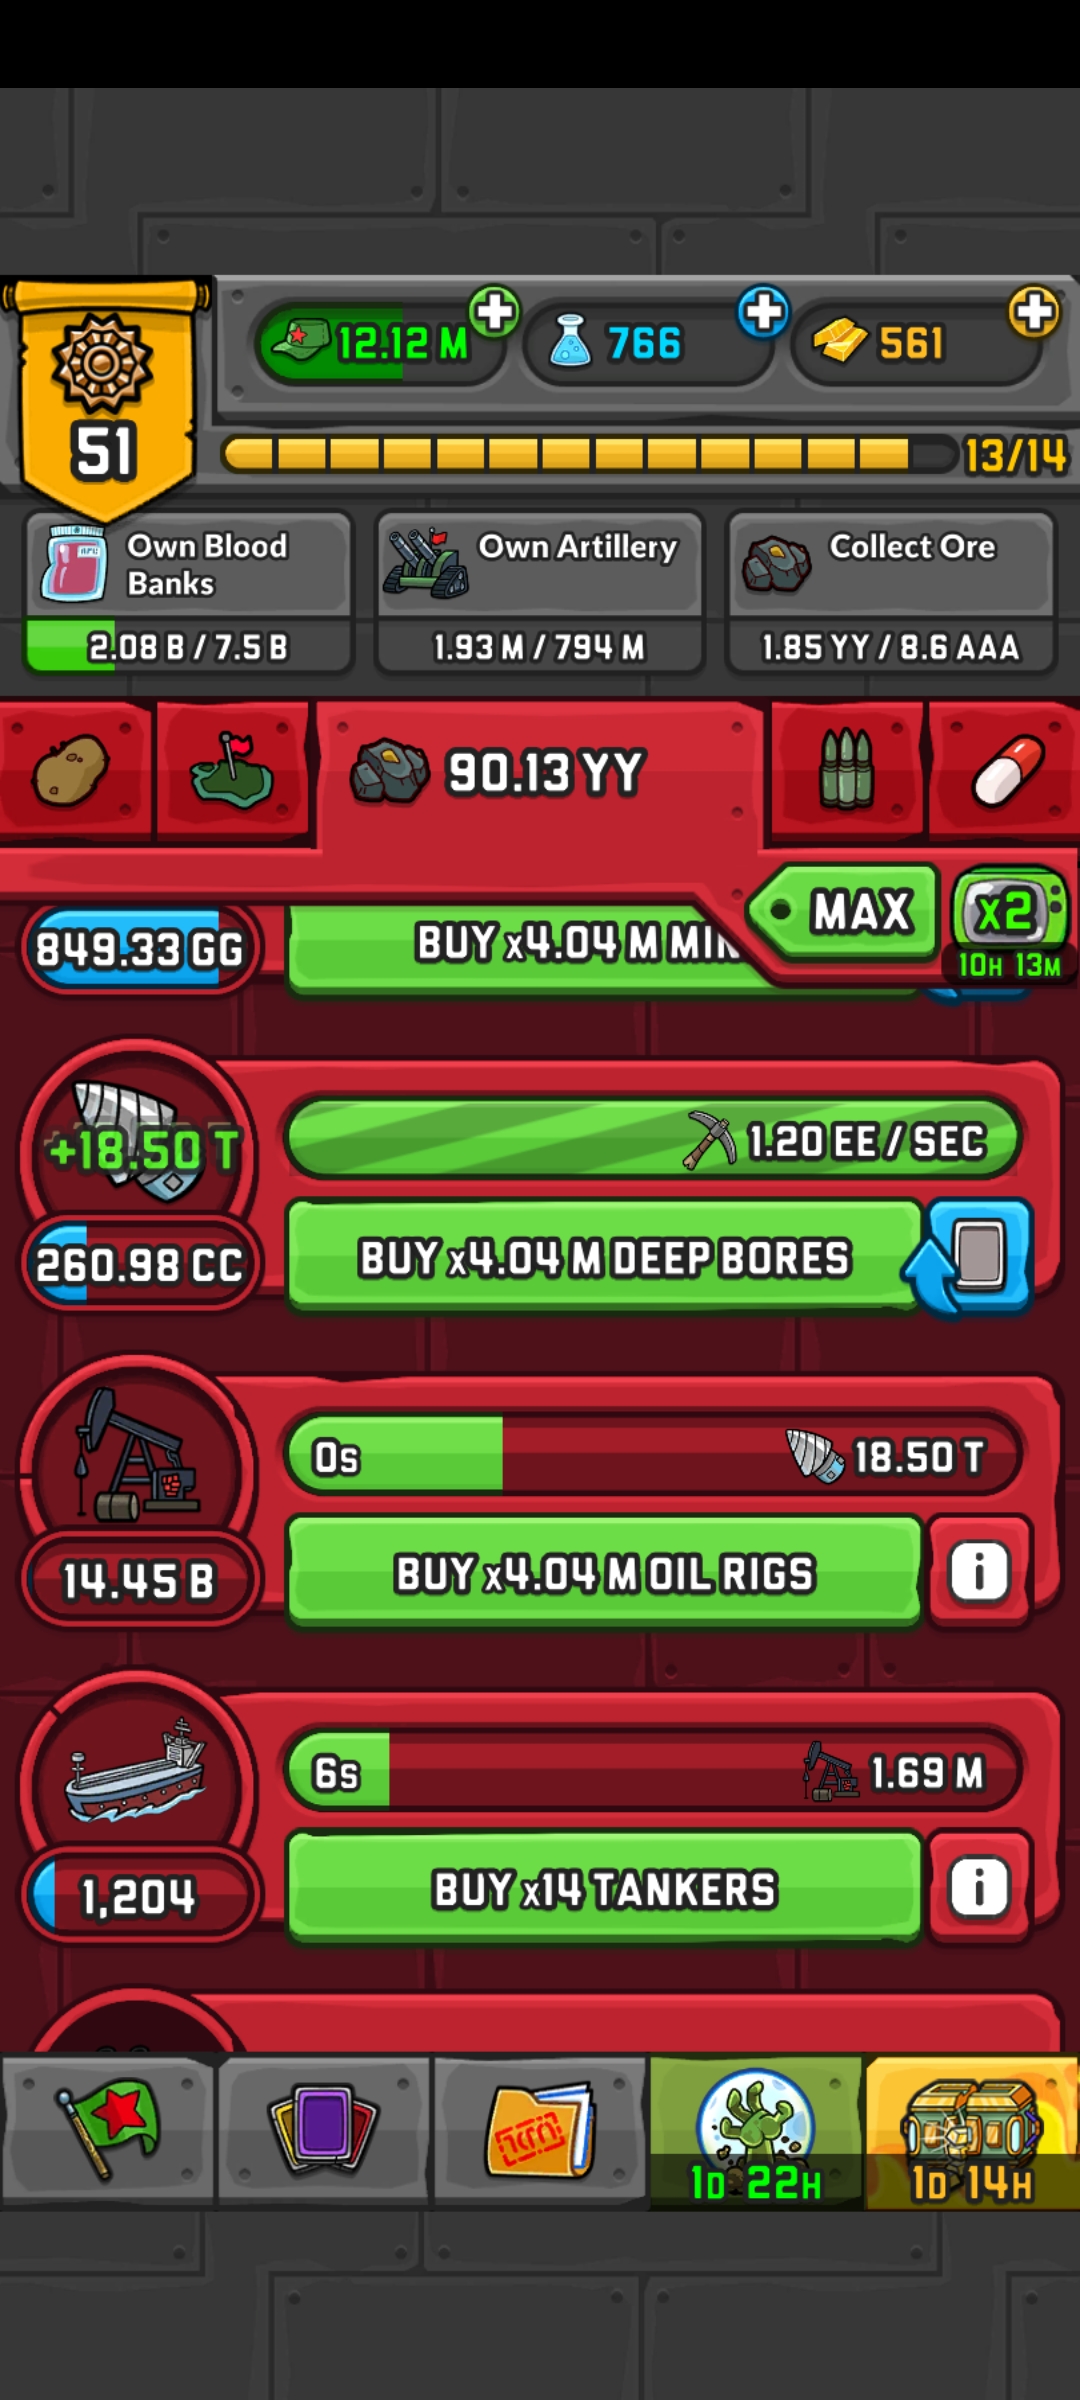 12.12 M
766
561
51
13/14
Own Blood
Banks
2.08 B / 7.5 B
Own Artillery
1.93 M / 794 M
Collect Ore
1.85 YY / 8.6 AAA
90.13 YY
MAX
x2
10H 13M
849.33 GG
BUY x4.04 M MIN
+18.50 T
1.20 EE / SEC
260.98 CC
BUY x4.04 M DEEP BORES
0s
18.50 T
14.45 B
BUY x4.04 M OIL RIGS
i
6s
1.69 M
1,204
BUY x14 TANKERS
i
1D 22H
1D 14H